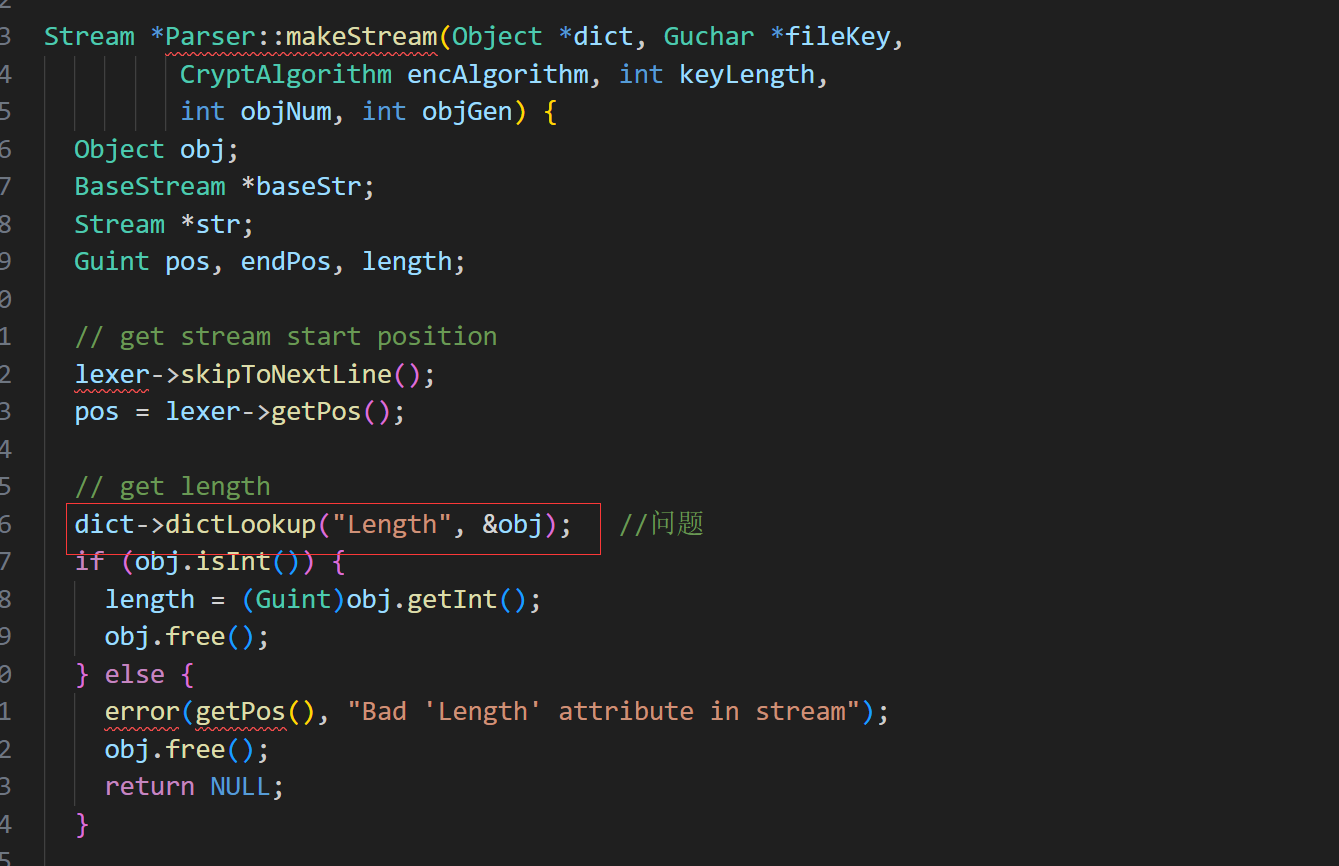 3 Stream *Parser::makeStream(Object *dict, Guchar *fileKey,
4 CryptAlgorithm encAlgorithm, int keyLength,
5 int objNum, int objGen) {
6 Object obj;
7 BaseStream *baseStr;
8 Stream *str;
9 Guint pos, endPos, length;
0
1 // get stream start position
2 lexer->skipToNextLine();
3 pos = lexer->getPos();
4
5 // get length
6 dict->dictLookup("Length", &obj); //问题
7 if (obj.isInt()) {
8 length = (Guint)obj.getInt();
9 obj.free();
0 } else {
1 error(getPos(), "Bad 'Length' attribute in stream");
2 obj.free();
3 return NULL;
4 }